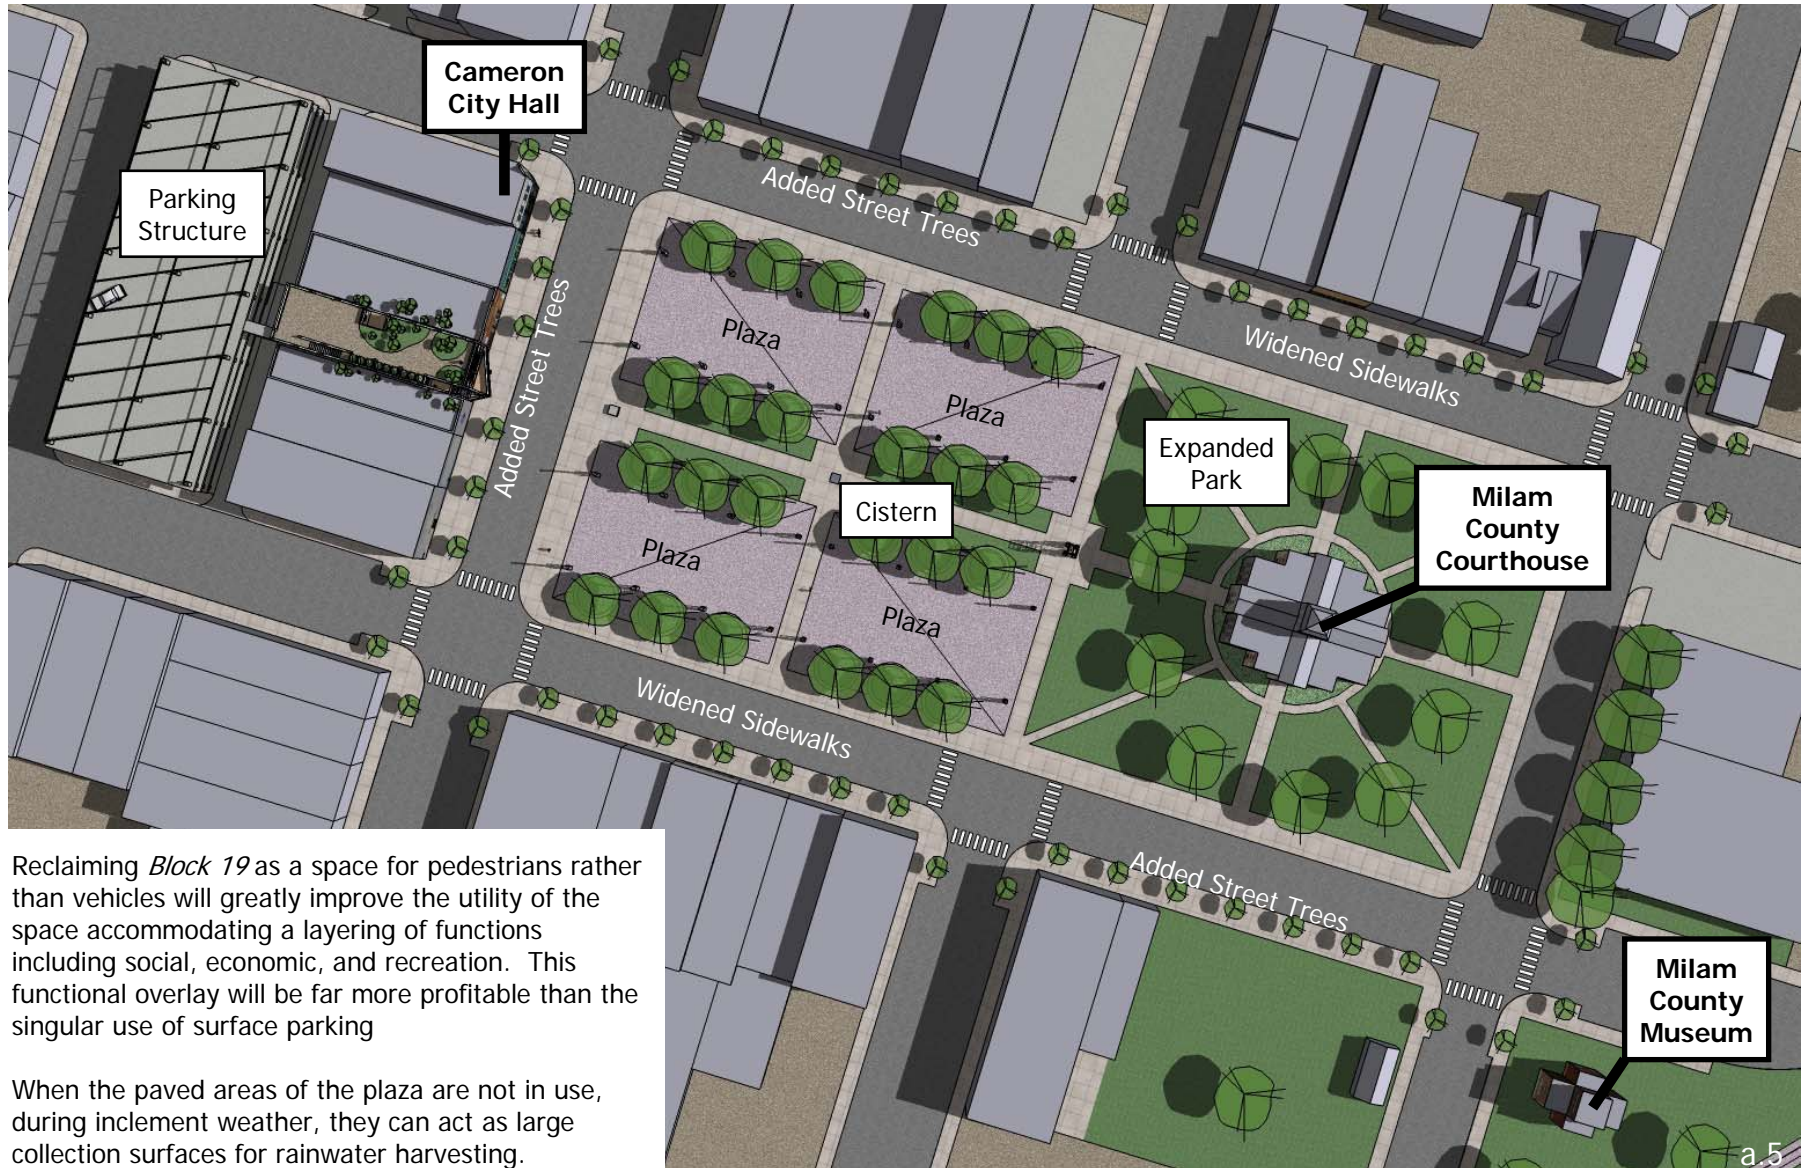 Cameron
City Hall
Parking
Structure
Added Street Trees
Added Street Trees
Widened Sidewalks
Plaza
Plaza
Plaza
Plaza
Cistern
Expanded
Park
Milam
County
Courthouse
Widened Sidewalks
Added Street Trees
Milam
County
Museum
Reclaiming Block 19 as a space for pedestrians rather
than vehicles will greatly improve the utility of the
space accommodating a layering of functions
including social, economic, and recreation. This
functional overlay will be far more profitable than the
singular use of surface parking
When the paved areas of the plaza are not in use,
during inclement weather, they can act as large
collection surfaces for rainwater harvesting.
a.5